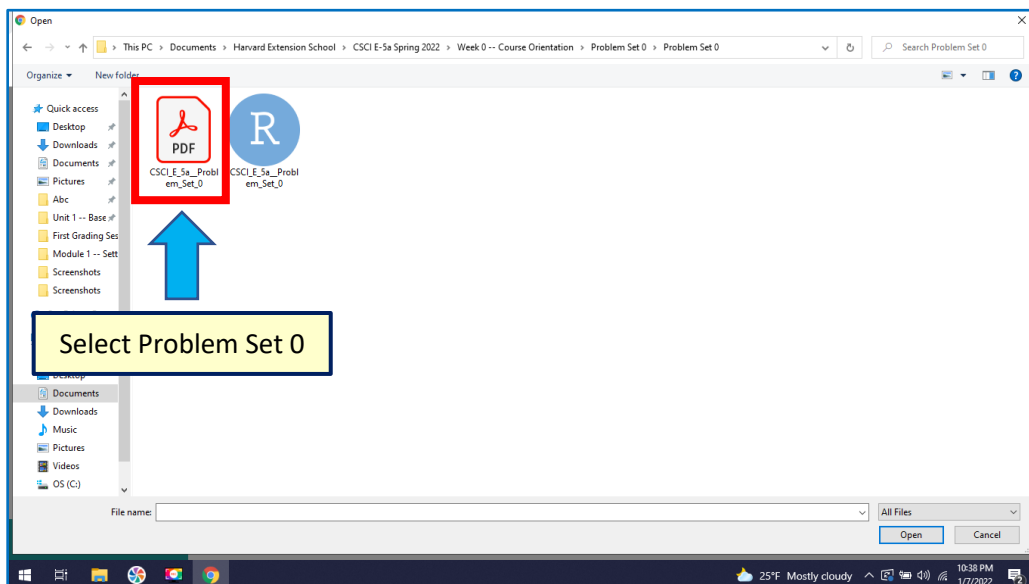 Open
This PC > Documents > Harvard Extension School > CSCI E-5a Spring 2022 > Week 0 -- Course Orientation > Problem Set 0 > Problem Set 0
Search Problem Set 0
Organize
New folder
Quick access
Desktop
Downloads
Documents
Pictures
Abc
Unit 1 -- Base
First Grading Ses
Module 1 -- Sett
Screenshots
Screenshots
PDF
CSCI_E_5a__Probl
em_Set_0
R
CSCI_E_5a__Probl
em_Set_0
Select Problem Set 0
Desktop
Documents
Downloads
Music
Pictures
Videos
OS (C:)
File name:
All Files
Open
Cancel
25°F Mostly cloudy
10:38 PM
1/7/2022